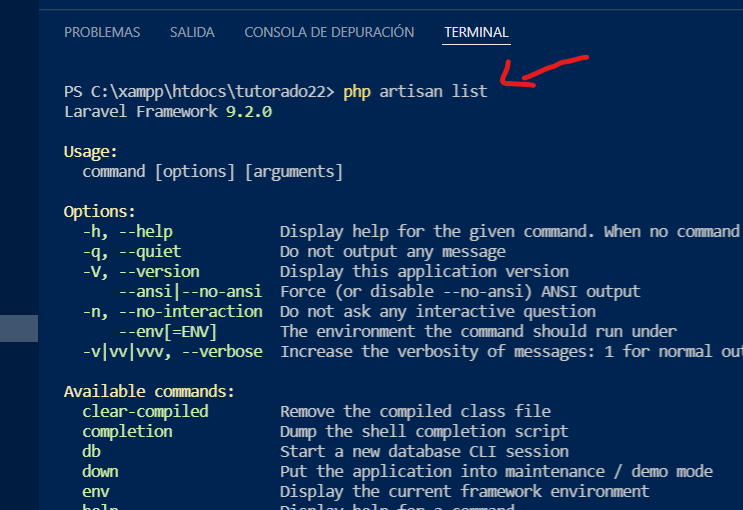 PROBLEMAS SALIDA CONSOLA DE DEPURACIÓN TERMINAL
PS C:\xampp\htdocs\tutorado22> php artisan list
Laravel Framework 9.2.0
Usage:
command [options] [arguments]
Options:
-h, --help Display help for the given command. When no command
-q, --quiet Do not output any message
-V, --version Display this application version
--ansi|--no-ansi Force (or disable --no-ansi) ANSI output
-n, --no-interaction Do not ask any interactive question
--env[=ENV] The environment the command should run under
-v|vv|vvv, --verbose Increase the verbosity of messages: 1 for normal out
Available commands:
clear-compiled Remove the compiled class file
completion Dump the shell completion script
db Start a new database CLI session
down Put the application into maintenance / demo mode
env Display the current framework environment
help Display help for a command